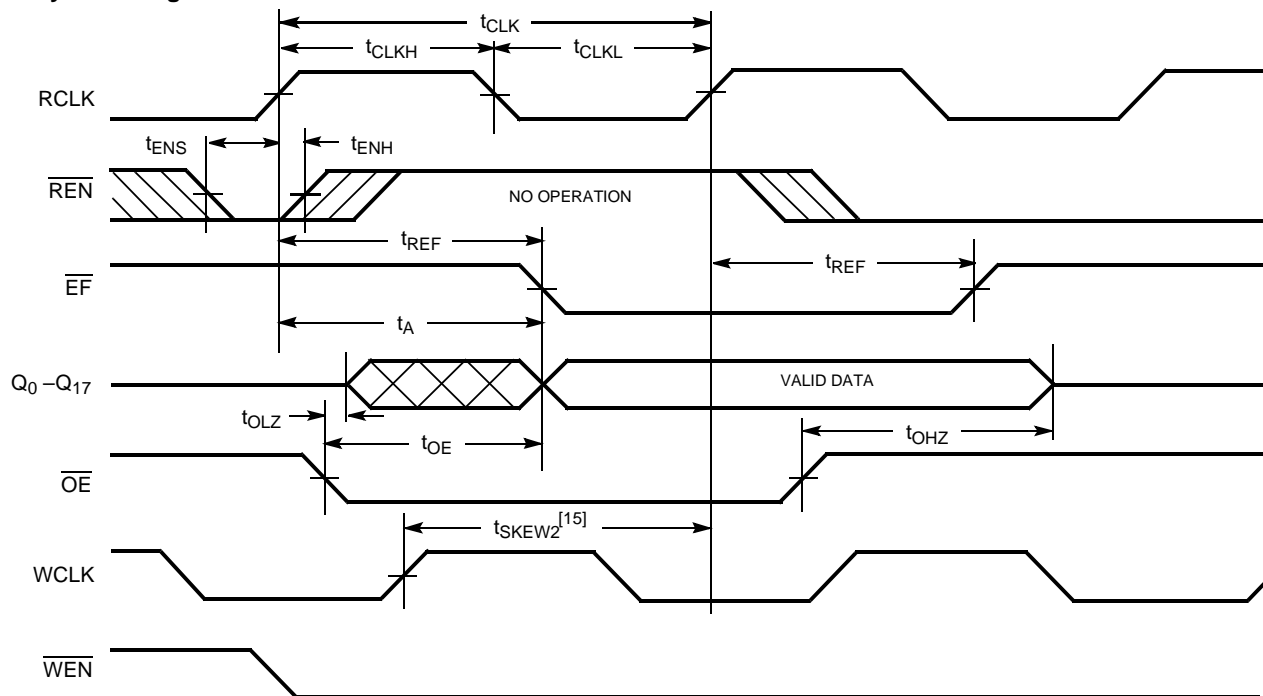 tCLK
tCLKH
tCLKL
RCLK
tENS
tENH
REN
NO OPERATION
tREF
tREF
EF
tA
Q0 –Q17
VALID DATA
tOLZ
tOE
tOHZ
OE
tSKEW2[15]
WCLK
WEN